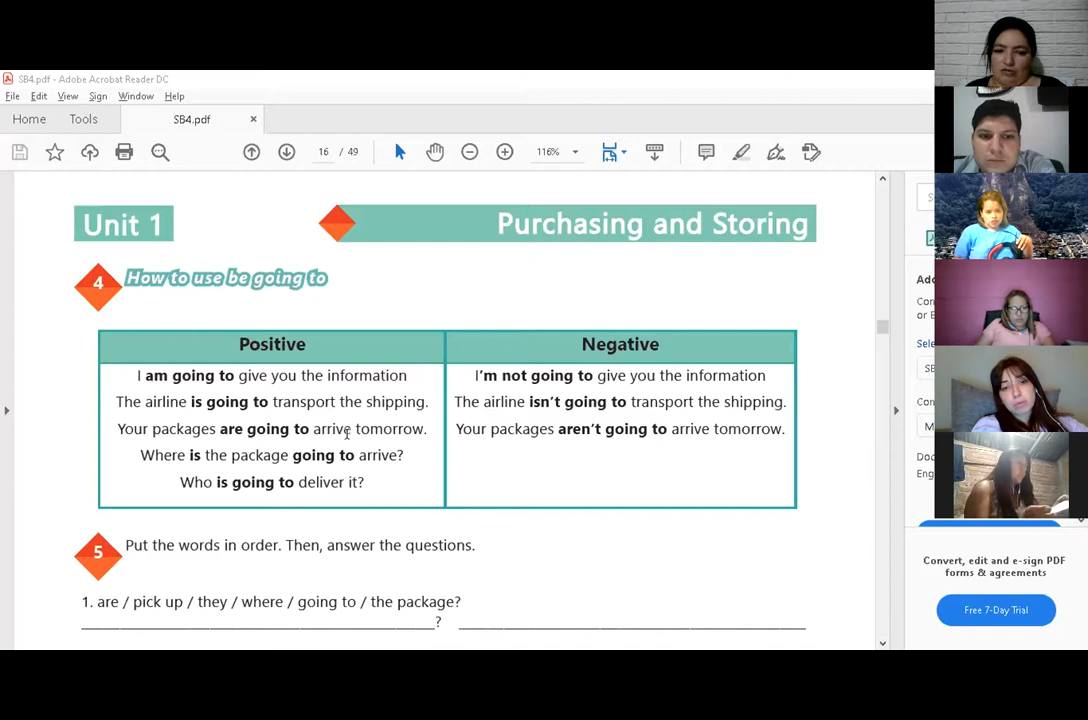 SB4.pdf - Adobe Acrobat Reader DC
File Edit View Sign Window Help
Home Tools SB4.pdf ×
16 / 49 116%
Unit 1 Purchasing and Storing
4 How to use be going to
Positive Negative
I am going to give you the information I'm not going to give you the information
The airline is going to transport the shipping. The airline isn't going to transport the shipping.
Your packages are going to arrive tomorrow. Your packages aren't going to arrive tomorrow.
Where is the package going to arrive?
Who is going to deliver it?
5 Put the words in order. Then, answer the questions.
1. are / pick up / they / where / going to / the package?
?
Convert, edit and e-sign PDF
forms & agreements
Free 7-Day Trial